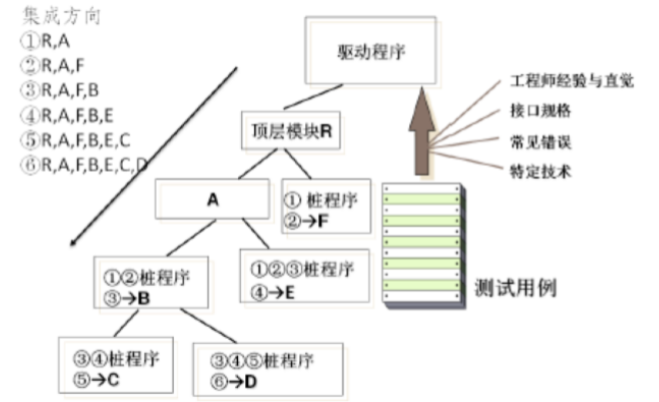 集成方向
①R,A
②R,A,F
③R,A,F,B
④R,A,F,B,E
⑤R,A,F,B,E,C
⑥R,A,F,B,E,C,D
驱动程序
顶层模块R
A
① 桩程序
②→F
①②桩程序
③→B
①②③桩程序
④→E
③④桩程序
⑤→C
③④⑤桩程序
⑥→D
工程师经验与直觉
接口规格
常见错误
特定技术
测试用例